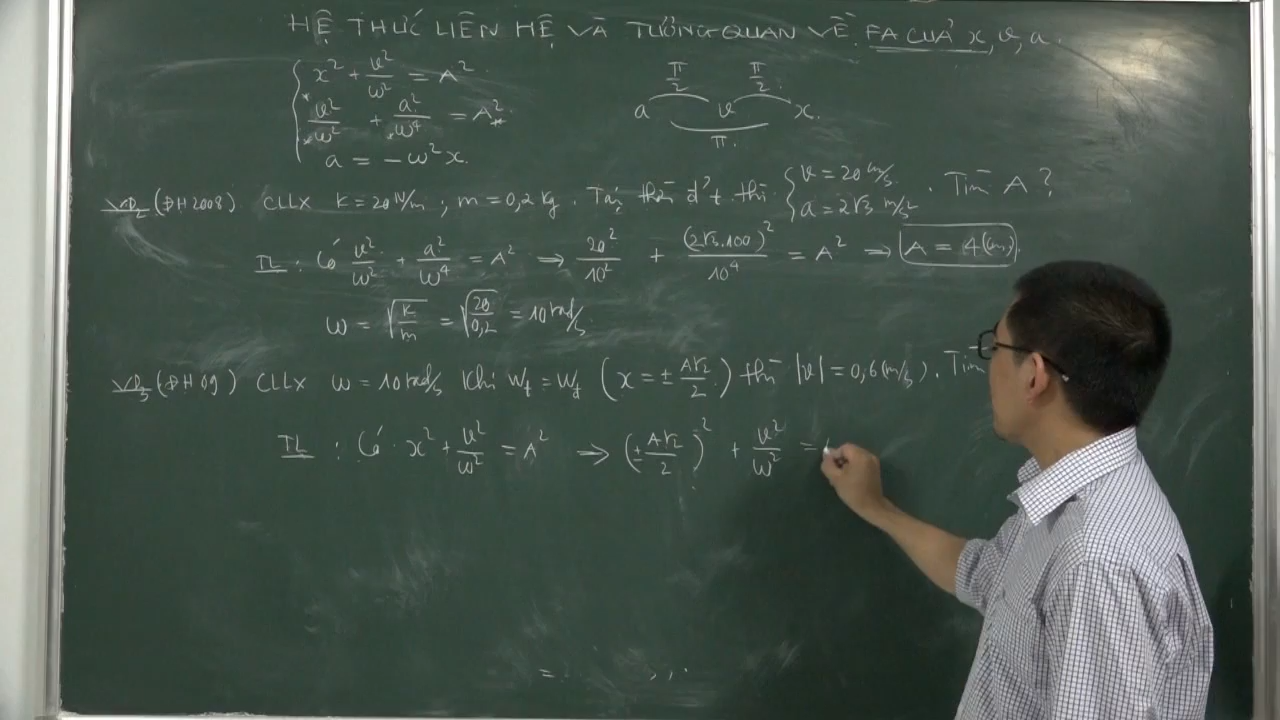 HỆ THỨC LIÊN HỆ VÀ TƯƠNG QUAN VỀ FA CUẢ x, v, a.
x² + v²/ω² = A²
v²/ω² + a²/ω⁴ = A²
a = -ω²x.
π/2 π/2
a v x.
π.
VD₂ (ĐH 2008) CLLX K = 20 N/m ; m = 0,2 kg. Tại thời đ² t thì { v = 20 cm/s a = 2√3 m/s² . Tìm A ?
TL : Có v²/ω² + a²/ω⁴ = A² ⇒ 20²/10² + (2√3.100)²/10⁴ = A² ⇒ A = 4(cm).
ω = √(K/m) = √(20/0,2) = 10 rad/s
VD₃ (ĐH 09) CLLX ω = 10 rad/s Khi Wt = Wđ (x = ± A√2/2) thì |v| = 0,6 (m/s). Tìm
TL : Có x² + v²/ω² = A² ⇒ (± A√2/2)² + v²/ω² =